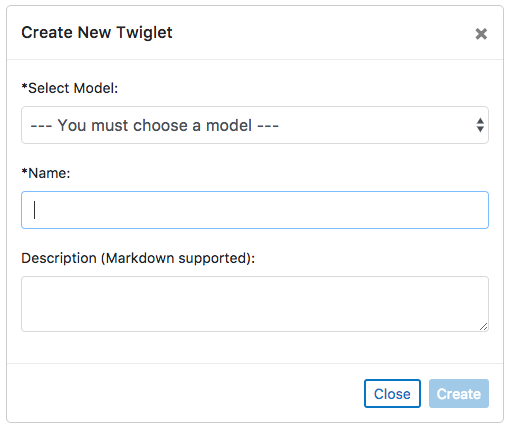 Create New Twiglet
*Select Model:
--- You must choose a model ---
*Name:
Description (Markdown supported):
Close Create